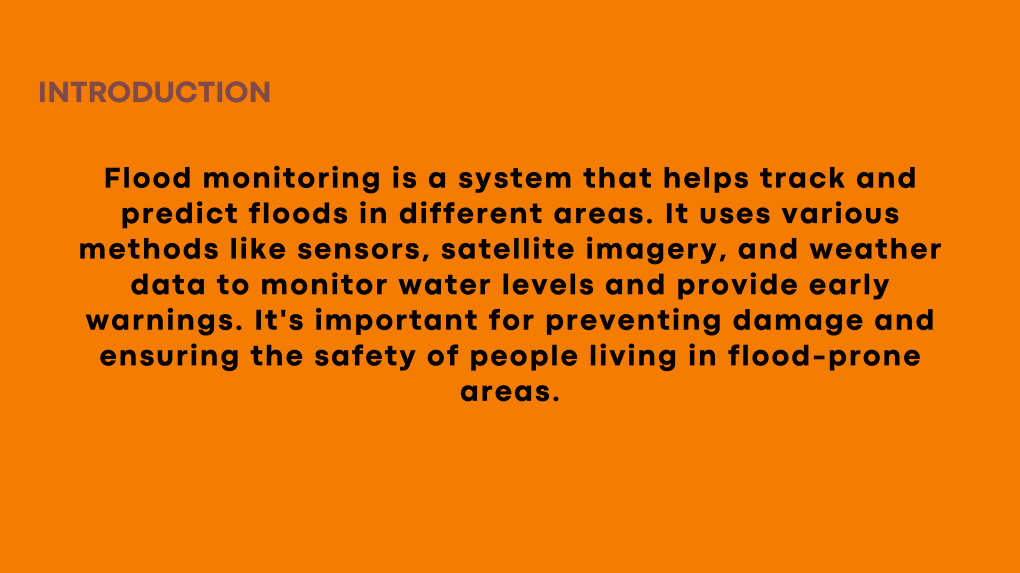 INTRODUCTION
Flood monitoring is a system that helps track and
predict floods in different areas. It uses various
methods like sensors, satellite imagery, and weather
data to monitor water levels and provide early
warnings. It's important for preventing damage and
ensuring the safety of people living in flood-prone
areas.